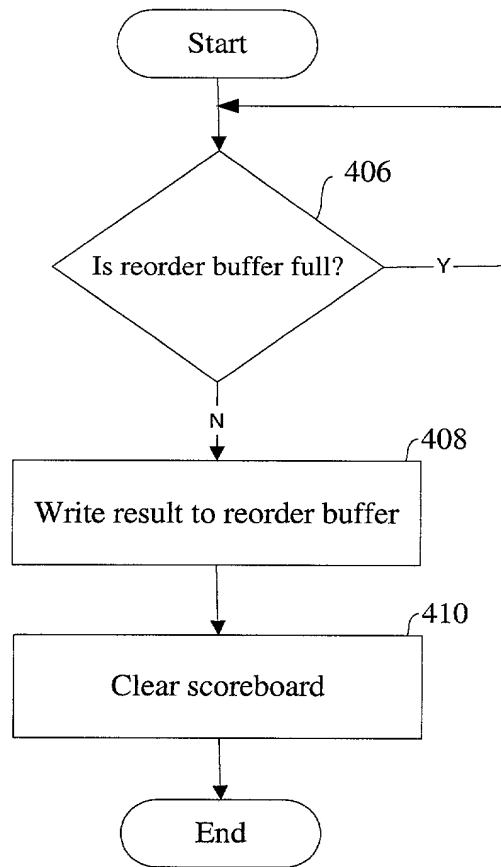 Start
406
Is reorder buffer full?
Y
N
408
Write result to reorder buffer
410
Clear scoreboard
End